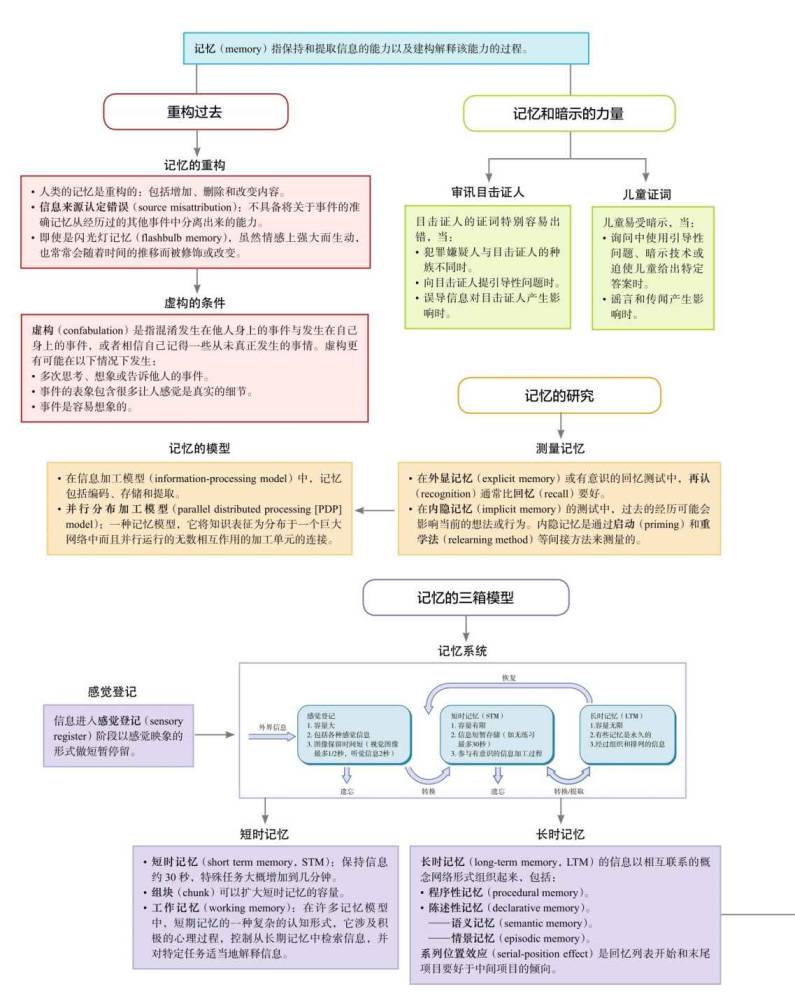 记忆（memory）指保持和提取信息的能力以及建构解释该能力的过程。
重构过去
记忆的重构
• 人类的记忆是重构的：包括增加、删除和改变内容。
• 信息来源认定错误（source misattribution）：不具备将关于事件的准
确记忆从经历过的其他事件中分离出来的能力。
• 即使是闪光灯记忆（flashbulb memory），虽然情感上强大而生动，
也常常会随着时间的推移而被修饰或改变。
虚构的条件
虚构（confabulation）是指混淆发生在他人身上的事件与发生在自己
身上的事件，或者相信自己记得一些从未真正发生的事情。虚构更
有可能在以下情况下发生：
• 多次思考、想象或告诉他人的事件。
• 事件的表象包含很多让人感觉是真实的细节。
• 事件是容易想象的。
记忆和暗示的力量
审讯目击证人
目击证人的证词特别容易出
错，当：
• 犯罪嫌疑人与目击证人的种
族不同时。
• 向目击证人提引导性问题时。
• 误导信息对目击证人产生影
响时。
儿童证词
儿童易受暗示，当：
• 询问中使用引导性
问题、暗示技术或
迫使儿童给出特定
答案时。
• 谣言和传闻产生影
响时。
记忆的研究
测量记忆
• 在外显记忆（explicit memory）或有意识的回忆测试中，再认
（recognition）通常比回忆（recall）要好。
• 在内隐记忆（implicit memory）的测试中，过去的经历可能会
影响当前的想法或行为。内隐记忆是通过启动（priming）和重
学法（relearning method）等间接方法来测量的。
记忆的模型
• 在信息加工模型（information-processing model）中，记忆
包括编码、存储和提取。
• 并行分布加工模型（parallel distributed processing [PDP]
model）：一种记忆模型，它将知识表征为分布于一个巨大
网络中而且并行运行的无数相互作用的加工单元的连接。
记忆的三箱模型
记忆系统
恢复
外界信息
感觉登记
1. 容量大
2. 包括各种感觉信息
3. 图像保留时间短（视觉图像
最多1/2秒，听觉信息2秒）
短时记忆（STM）
1. 容量有限
2. 信息短暂存储（如无练习
最多30秒）
3. 参与有意识的信息加工过程
长时记忆（LTM）
1. 容量无限
2. 有些记忆是永久的
3. 经过组织和排列的信息
遗忘
转换
遗忘
转换/提取
感觉登记
信息进入感觉登记（sensory
register）阶段以感觉映象的
形式做短暂停留。
短时记忆
• 短时记忆（short term memory，STM）：保持信息
约 30 秒，特殊任务大概增加到几分钟。
• 组块（chunk）可以扩大短时记忆的容量。
• 工作记忆（working memory）：在许多记忆模型
中，短期记忆的一种复杂的认知形式，它涉及积
极的心理过程，控制从长期记忆中检索信息，并
对特定任务适当地解释信息。
长时记忆
长时记忆（long-term memory，LTM）的信息以相互联系的概
念网络形式组织起来，包括：
• 程序性记忆（procedural memory）。
• 陈述性记忆（declarative memory）。
——语义记忆（semantic memory）。
——情景记忆（episodic memory）。
系列位置效应（serial-position effect）是回忆列表开始和末尾
项目要好于中间项目的倾向。